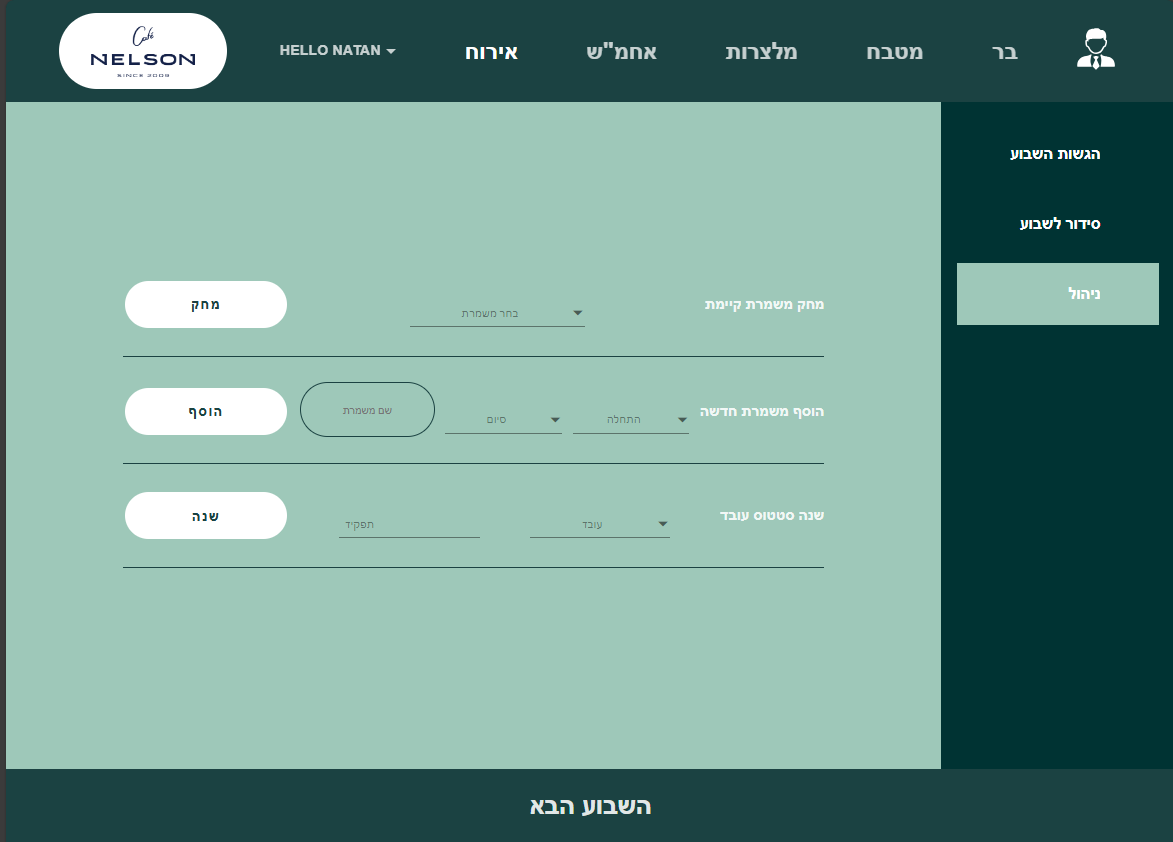 Café
NELSON
SINCE 2009
HELLO NATAN
בר
מטבח
מלצרות
אחמ"ש
אירוח
הגשות השבוע
סידור לשבוע
ניהול
מחק משמרת קיימת
בחר משמרת
מחק
הוסף משמרת חדשה
התחלה
סיום
שם משמרת
הוסף
שנה סטטוס עובד
עובד
תפקיד
שנה
השבוע הבא